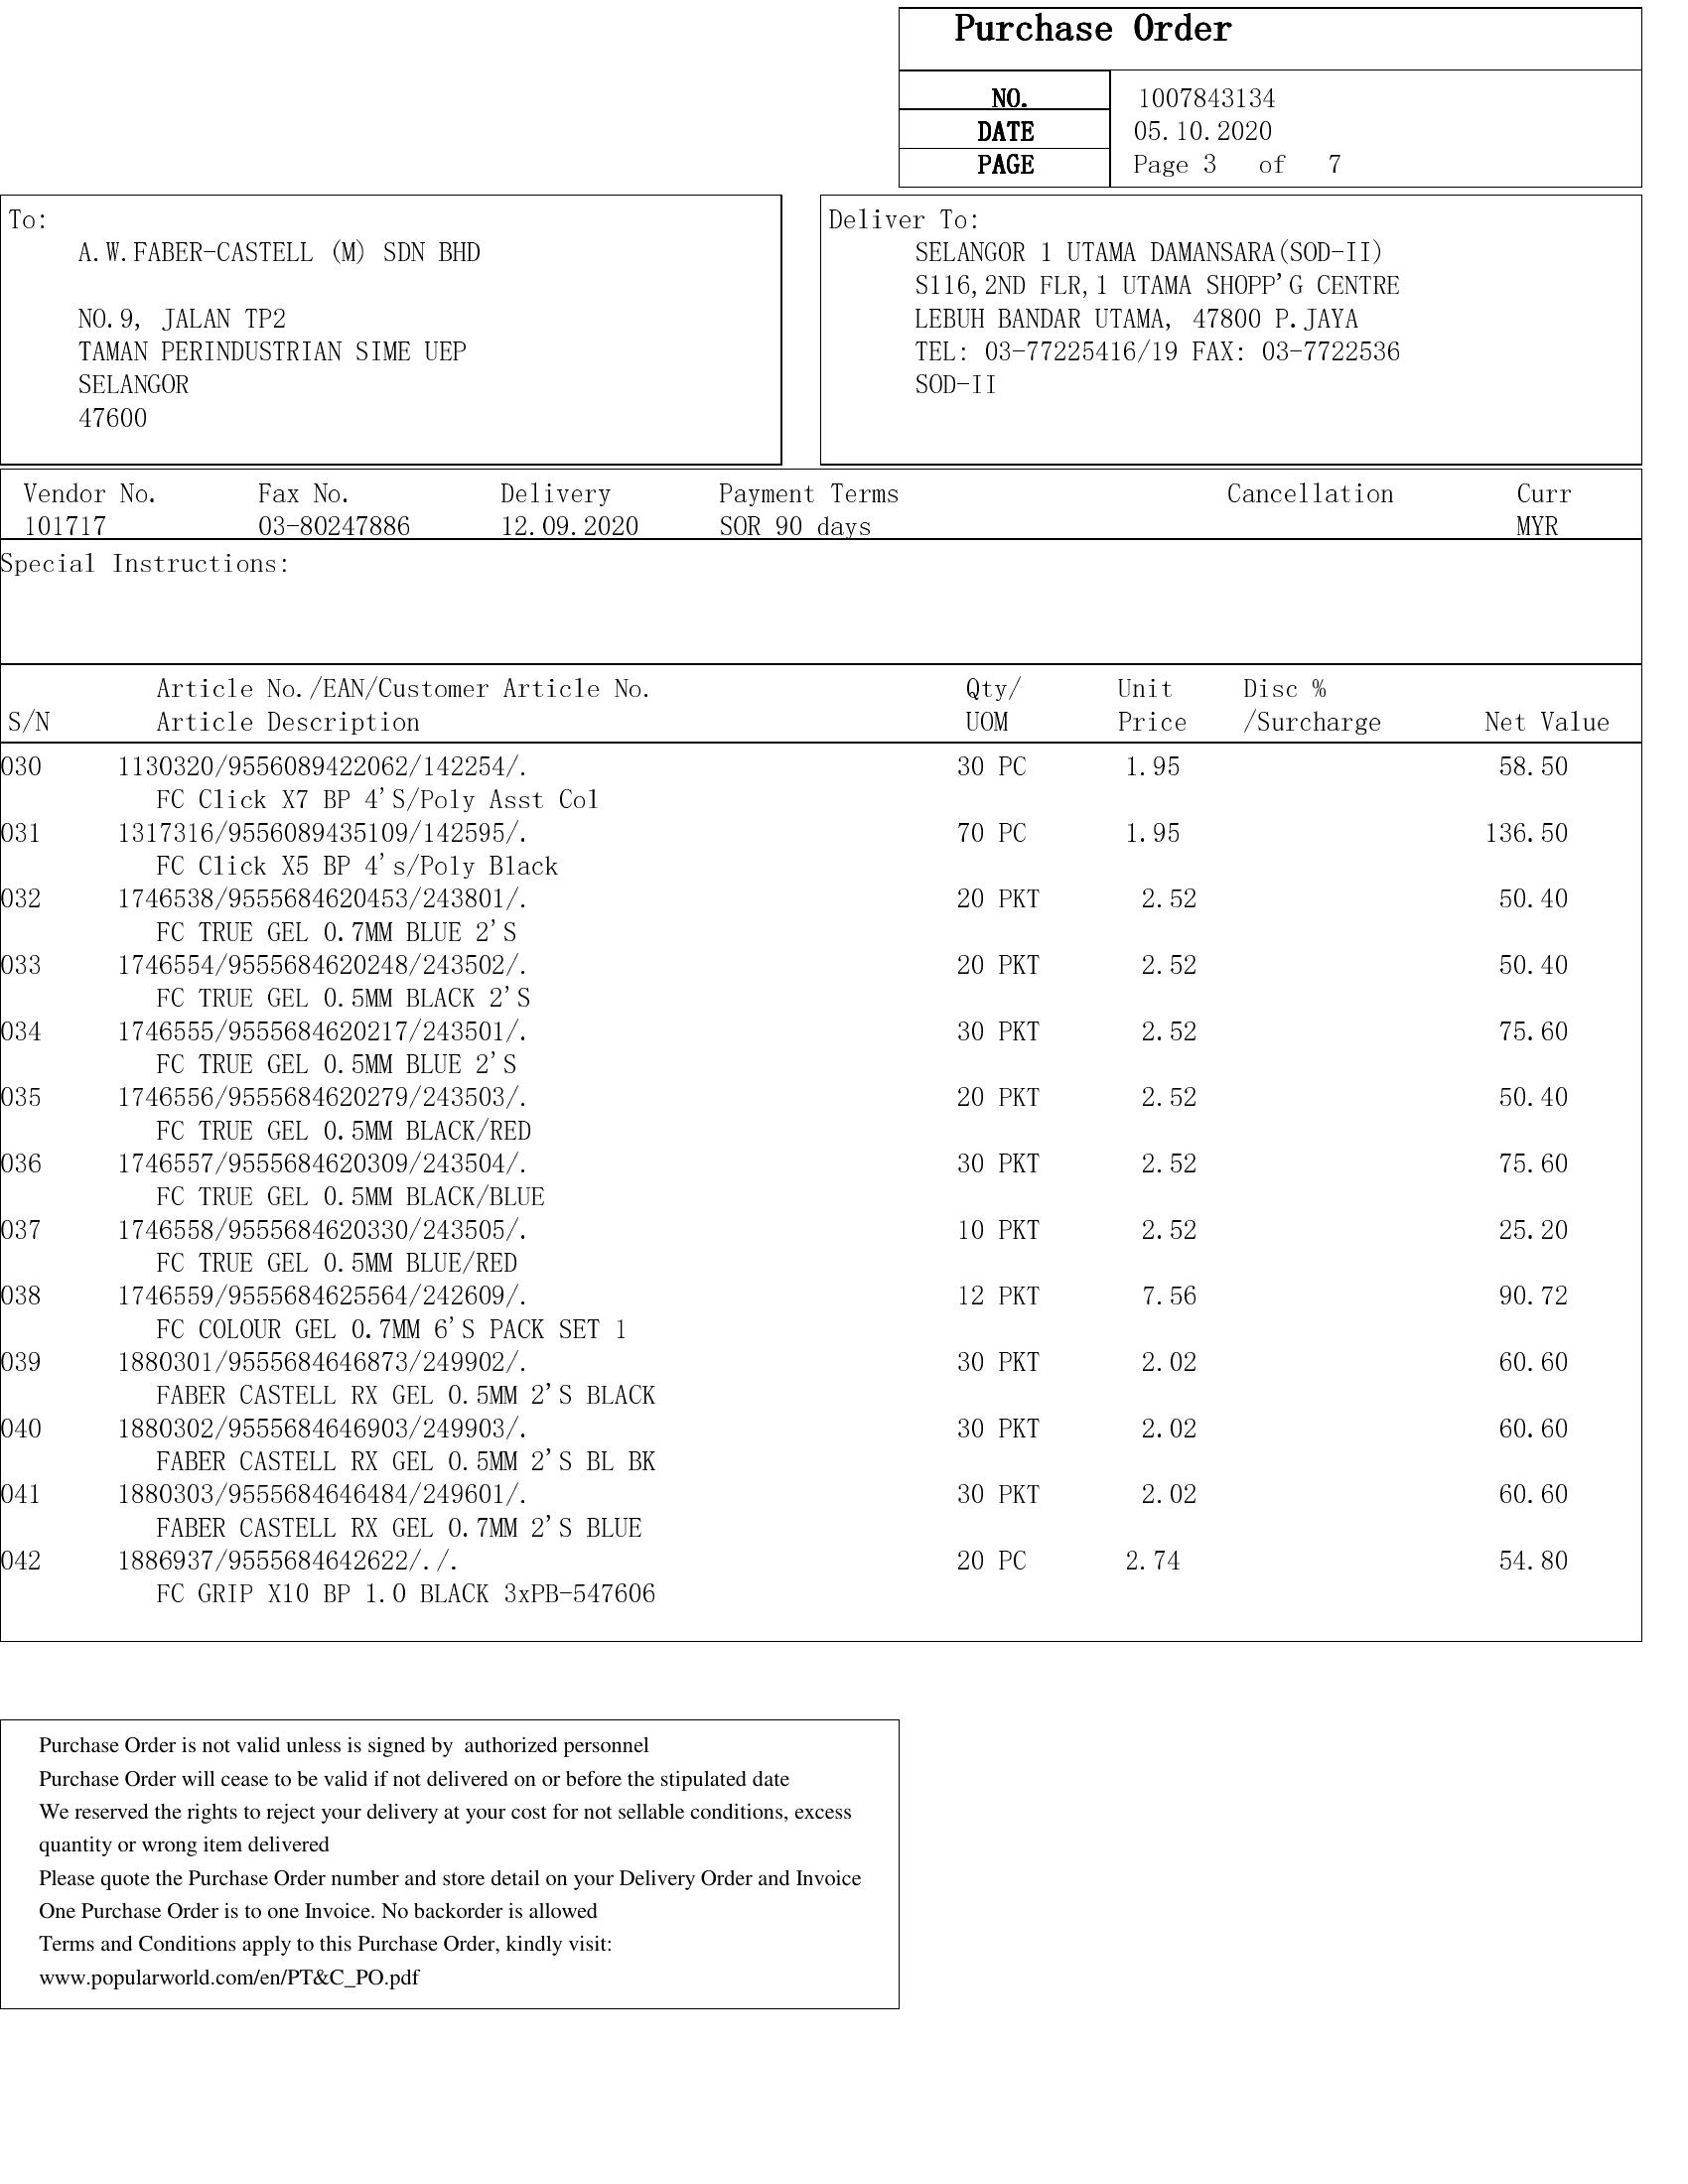 Purchase Order
NO. 1007843134
DATE 05.10.2020
PAGE Page 3 of 7
To:
A.W.FABER-CASTELL (M) SDN BHD
NO.9, JALAN TP2
TAMAN PERINDUSTRIAN SIME UEP
SELANGOR
47600
Deliver To:
SELANGOR 1 UTAMA DAMANSARA(SOD-II)
S116,2ND FLR,1 UTAMA SHOPP'G CENTRE
LEBUH BANDAR UTAMA, 47800 P.JAYA
TEL: 03-77225416/19 FAX: 03-7722536
SOD-II
Vendor No. Fax No. Delivery Payment Terms Cancellation Curr
101717 03-80247886 12.09.2020 SOR 90 days MYR
Special Instructions:
Article No./EAN/Customer Article No. Qty/ Unit Disc %
S/N Article Description UOM Price /Surcharge Net Value
030 1130320/9556089422062/142254/. 30 PC 1.95 58.50
FC Click X7 BP 4'S/Poly Asst Col
031 1317316/9556089435109/142595/. 70 PC 1.95 136.50
FC Click X5 BP 4's/Poly Black
032 1746538/9555684620453/243801/. 20 PKT 2.52 50.40
FC TRUE GEL 0.7MM BLUE 2'S
033 1746554/9555684620248/243502/. 20 PKT 2.52 50.40
FC TRUE GEL 0.5MM BLACK 2'S
034 1746555/9555684620217/243501/. 30 PKT 2.52 75.60
FC TRUE GEL 0.5MM BLUE 2'S
035 1746556/9555684620279/243503/. 20 PKT 2.52 50.40
FC TRUE GEL 0.5MM BLACK/RED
036 1746557/9555684620309/243504/. 30 PKT 2.52 75.60
FC TRUE GEL 0.5MM BLACK/BLUE
037 1746558/9555684620330/243505/. 10 PKT 2.52 25.20
FC TRUE GEL 0.5MM BLUE/RED
038 1746559/9555684625564/242609/. 12 PKT 7.56 90.72
FC COLOUR GEL 0.7MM 6'S PACK SET 1
039 1880301/9555684646873/249902/. 30 PKT 2.02 60.60
FABER CASTELL RX GEL 0.5MM 2'S BLACK
040 1880302/9555684646903/249903/. 30 PKT 2.02 60.60
FABER CASTELL RX GEL 0.5MM 2'S BL BK
041 1880303/9555684646484/249601/. 30 PKT 2.02 60.60
FABER CASTELL RX GEL 0.7MM 2'S BLUE
042 1886937/9555684642622/./. 20 PC 2.74 54.80
FC GRIP X10 BP 1.0 BLACK 3xPB-547606
Purchase Order is not valid unless is signed by  authorized personnel
Purchase Order will cease to be valid if not delivered on or before the stipulated date
We reserved the rights to reject your delivery at your cost for not sellable conditions, excess
quantity or wrong item delivered
Please quote the Purchase Order number and store detail on your Delivery Order and Invoice
One Purchase Order is to one Invoice. No backorder is allowed
Terms and Conditions apply to this Purchase Order, kindly visit:
www.popularworld.com/en/PT&C_PO.pdf